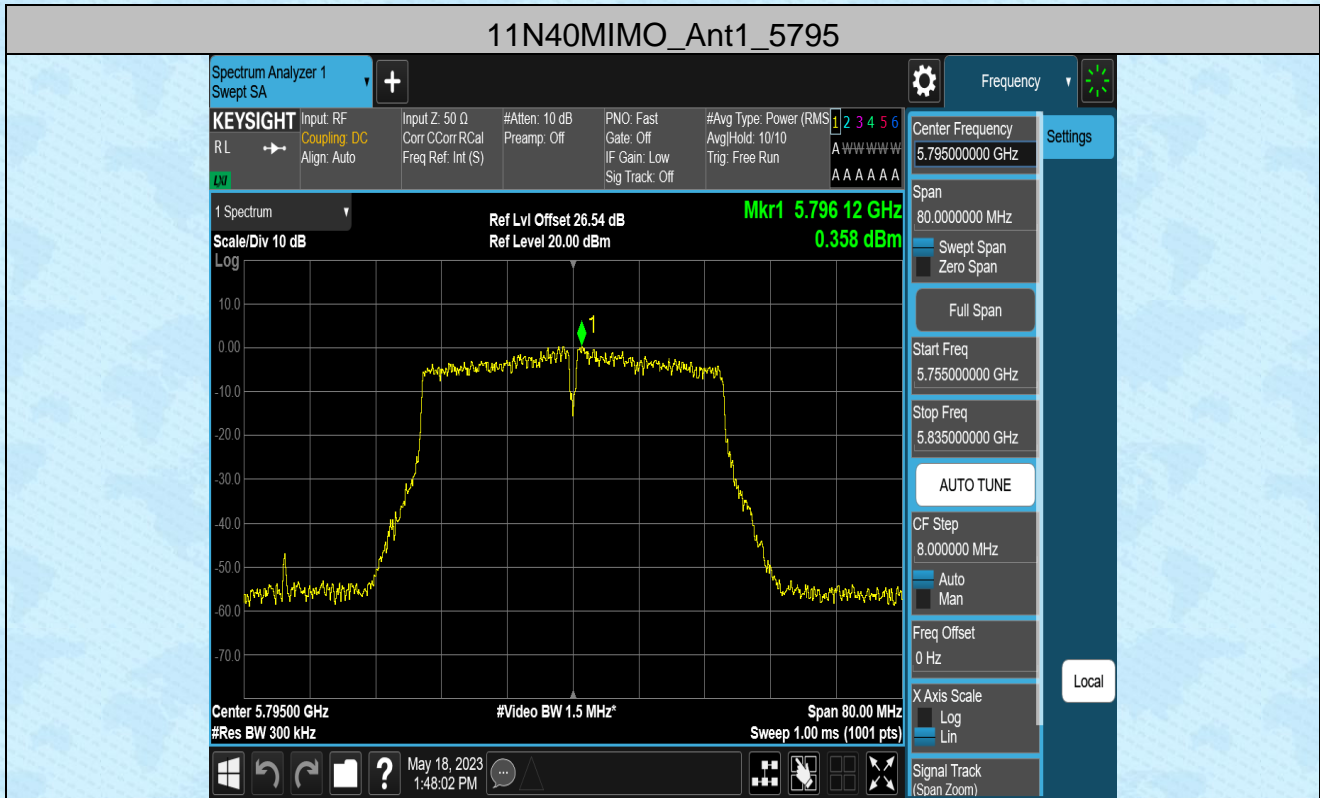 11N40MIMO_Ant1_5795
Spectrum Analyzer 1
Swept SA
Frequency
KEYSIGHT
RL
LXI
Input: RF
Coupling: DC
Align: Auto
Input Z: 50 Ω
Corr CCorr RCal
Freq Ref: Int (S)
#Atten: 10 dB
Preamp: Off
PNO: Fast
Gate: Off
IF Gain: Low
Sig Track: Off
#Avg Type: Power (RMS
Avg|Hold: 10/10
Trig: Free Run
1 2 3 4 5 6
A W W W W W
A A A A A A
1 Spectrum
Scale/Div 10 dB
Log
Ref Lvl Offset 26.54 dB
Ref Level 20.00 dBm
Mkr1 5.796 12 GHz
0.358 dBm
1
10.0
0.00
-10.0
-20.0
-30.0
-40.0
-50.0
-60.0
-70.0
Center 5.79500 GHz
#Res BW 300 kHz
#Video BW 1.5 MHz*
Span 80.00 MHz
Sweep 1.00 ms (1001 pts)
?
May 18, 2023
1:48:02 PM
Center Frequency
5.795000000 GHz
Settings
Span
80.0000000 MHz
Swept Span
Zero Span
Full Span
Start Freq
5.755000000 GHz
Stop Freq
5.835000000 GHz
AUTO TUNE
CF Step
8.000000 MHz
Auto
Man
Freq Offset
0 Hz
X Axis Scale
Log
Lin
Local
Signal Track
(Span Zoom)